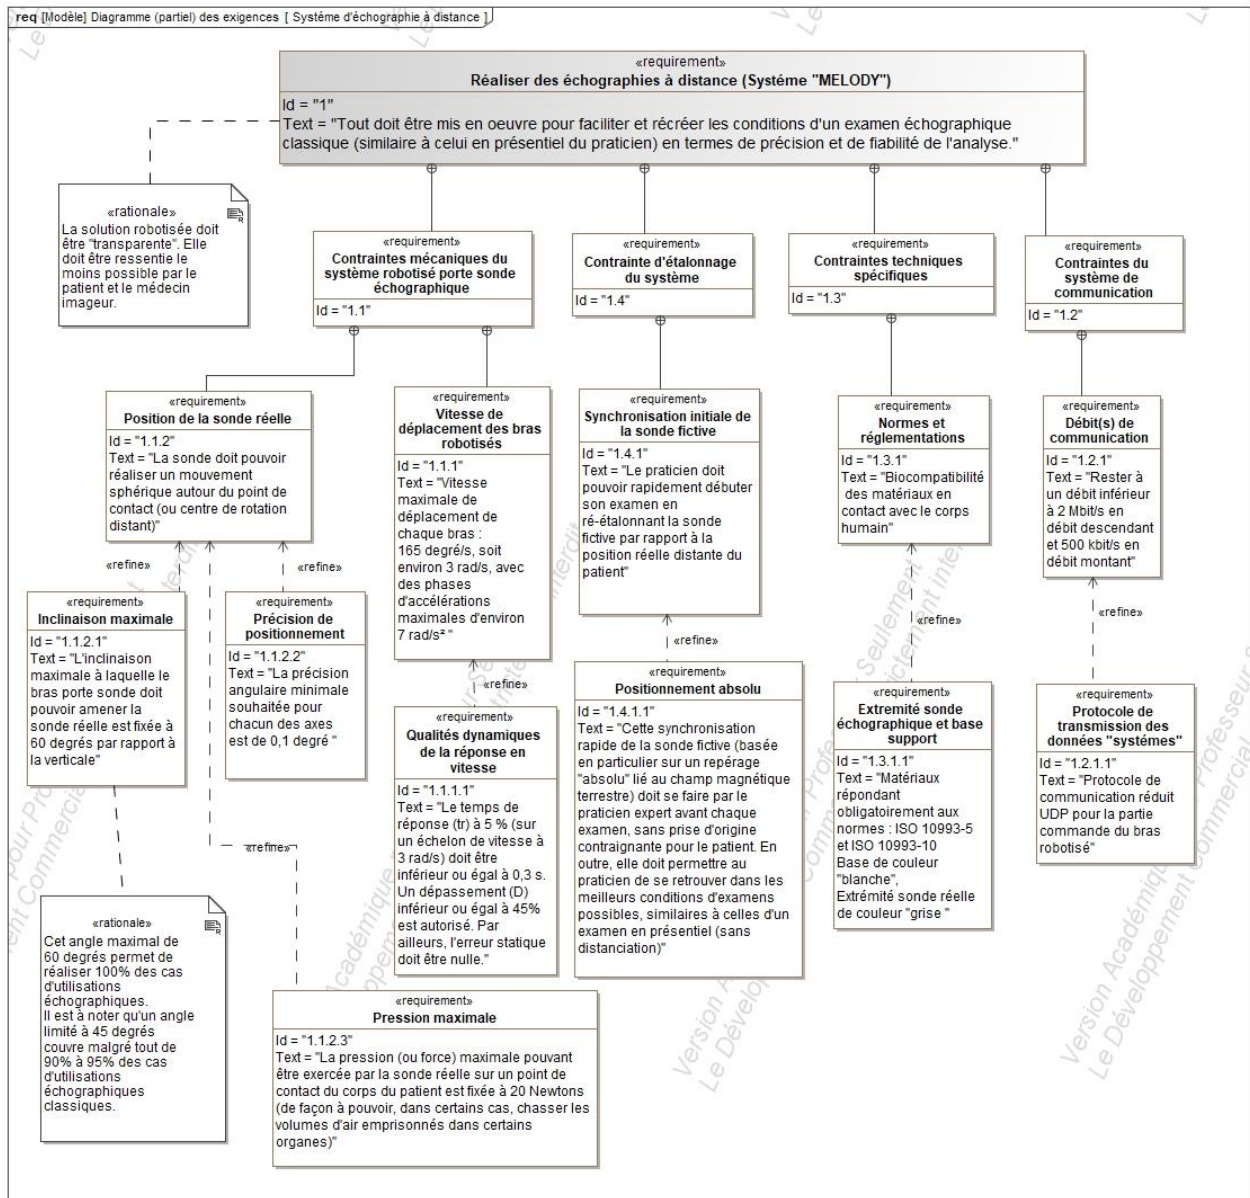 req [Modèle] Diagramme (partiel) des exigences [ Systéme d'échographie à distance ]
«requirement»
Réaliser des échographies à distance (Systéme "MELODY")
Id = "1"
Text = "Tout doit être mis en oeuvre pour faciliter et récréer les conditions d'un examen échographique
classique (similaire à celui en présentiel du praticien) en termes de précision et de fiabilité de l'analyse."
«rationale»
La solution robotisée doit
être "transparente". Elle
doit être ressentie le
moins possible par le
patient et le médecin
imageur.
«requirement»
Contraintes mécaniques du
système robotisé porte sonde
échographique
Id = "1.1"
«requirement»
Contrainte d'étalonnage
du système
Id = "1.4"
«requirement»
Contraintes techniques
spécifiques
Id = "1.3"
«requirement»
Contraintes du
système de
communication
Id = "1.2"
«requirement»
Position de la sonde réelle
Id = "1.1.2"
Text = "La sonde doit pouvoir
réaliser un mouvement
sphérique autour du point de
contact (ou centre de rotation
distant)"
«requirement»
Vitesse de
déplacement des bras
robotisés
Id = "1.1.1"
Text = "Vitesse
maximale de
déplacement de
chaque bras :
165 degré/s, soit
environ 3 rad/s, avec
des phases
d'accélérations
maximales d'environ
7 rad/s² "
«requirement»
Synchronisation initiale de
la sonde fictive
Id = "1.4.1"
Text = "Le praticien doit
pouvoir rapidement débuter
son examen en
ré-étalonnant la sonde
fictive par rapport à la
position réelle distante du
patient"
«requirement»
Normes et
réglementations
Id = "1.3.1"
Text = "Biocompatibilité
des matériaux en
contact avec le corps
humain"
«requirement»
Débit(s) de
communication
Id = "1.2.1"
Text = "Rester à
un débit inférieur
à 2 Mbit/s en
débit descendant
et 500 kbit/s en
débit montant"
«refine»
«refine»
«refine»
«refine»
«refine»
«refine»
«refine»
«requirement»
Inclinaison maximale
Id = "1.1.2.1"
Text = "L'inclinaison
maximale à laquelle le
bras porte sonde doit
pouvoir amener la
sonde réelle est fixée à
60 degrés par rapport à
la verticale"
«requirement»
Précision de
positionnement
Id = "1.1.2.2"
Text = "La précision
angulaire minimale
souhaitée pour
chacun des axes
est de 0,1 degré "
«requirement»
Qualités dynamiques
de la réponse en
vitesse
Id = "1.1.1.1"
Text = "Le temps de
réponse (tr) à 5 % (sur
un échelon de vitesse à
3 rad/s) doit être
inférieur ou égal à 0,3 s.
Un dépassement (D)
inférieur ou égal à 45%
est autorisé. Par
ailleurs, l'erreur statique
doit être nulle."
«requirement»
Positionnement absolu
Id = "1.4.1.1"
Text = "Cette synchronisation
rapide de la sonde fictive (basée
en particulier sur un repérage
"absolu" lié au champ magnétique
terrestre) doit se faire par le
praticien expert avant chaque
examen, sans prise d'origine
contraignante pour le patient. En
outre, elle doit permettre au
praticien de se retrouver dans les
meilleurs conditions d'examens
possibles, similaires à celles d'un
examen en présentiel (sans
distanciation)"
«requirement»
Extremité sonde
échographique et base
support
Id = "1.3.1.1"
Text = "Matériaux
répondant
obligatoirement aux
normes : ISO 10993-5
et ISO 10993-10
Base de couleur
"blanche",
Extrémité sonde réelle
de couleur "grise "
«requirement»
Protocole de
transmission des
données "systémes"
Id = "1.2.1.1"
Text = "Protocole de
communication réduit
UDP pour la partie
commande du bras
robotisé"
«rationale»
Cet angle maximal de
60 degrés permet de
réaliser 100% des cas
d'utilisations
échographiques.
Il est à noter qu'un angle
limité à 45 degrés
couvre malgré tout de
90% à 95% des cas
d'utilisations
échographiques
classiques.
«requirement»
Pression maximale
Id = "1.1.2.3"
Text = "La pression (ou force) maximale pouvant
être exercée par la sonde réelle sur un point de
contact du corps du patient est fixée à 20 Newtons
(de façon à pouvoir, dans certains cas, chasser les
volumes d'air emprisonnés dans certains
organes)"